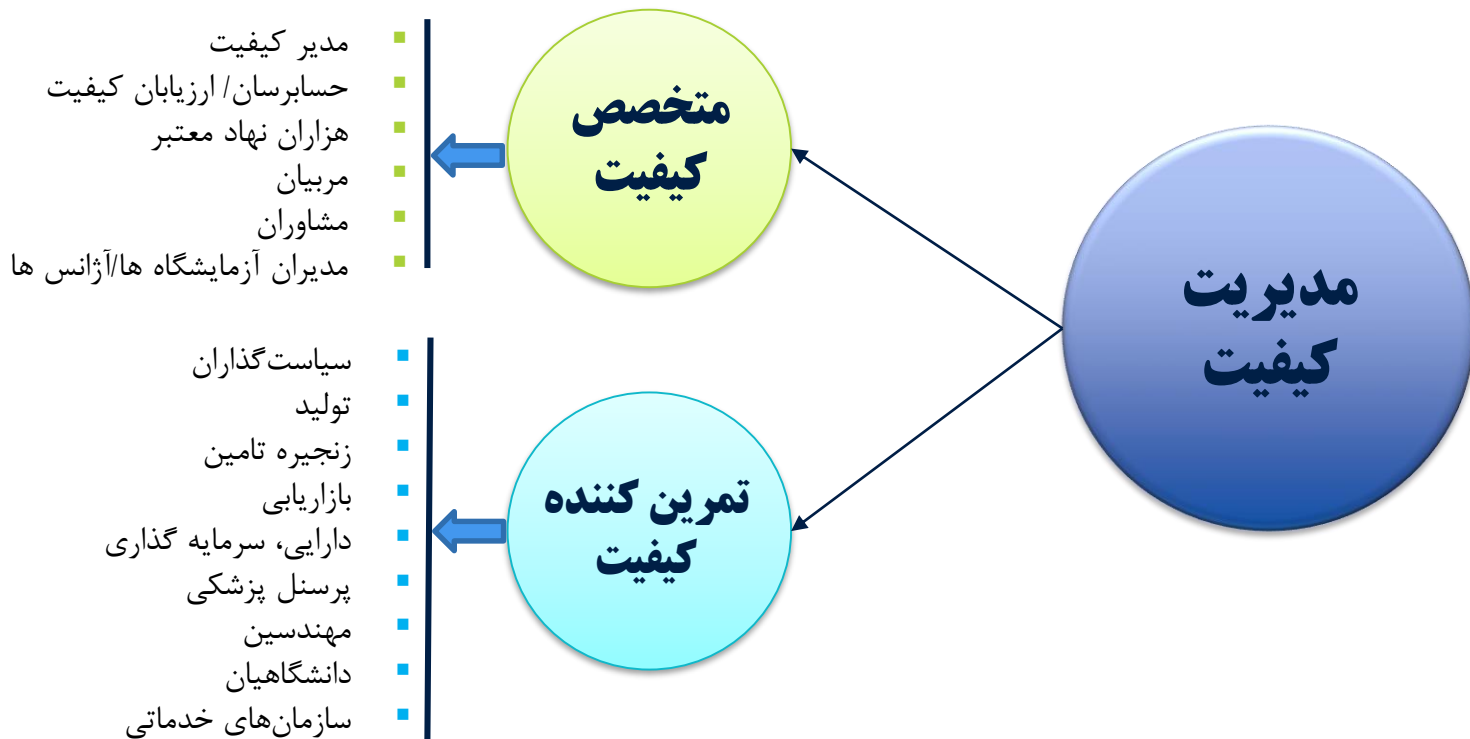 مدیریت
کیفیت
متخصص
کیفیت
مدیر کیفیت
حسابرسان/ ارزیابان کیفیت
هزاران نهاد معتبر
مربیان
مشاوران
مدیران آزمایشگاه ها/آژانس ها
تمرین کننده
کیفیت
سیاست‌گذاران
تولید
زنجیره تامین
بازاریابی
دارایی، سرمایه گذاری
پرسنل پزشکی
مهندسین
دانشگاهیان
سازمان‌های خدماتی